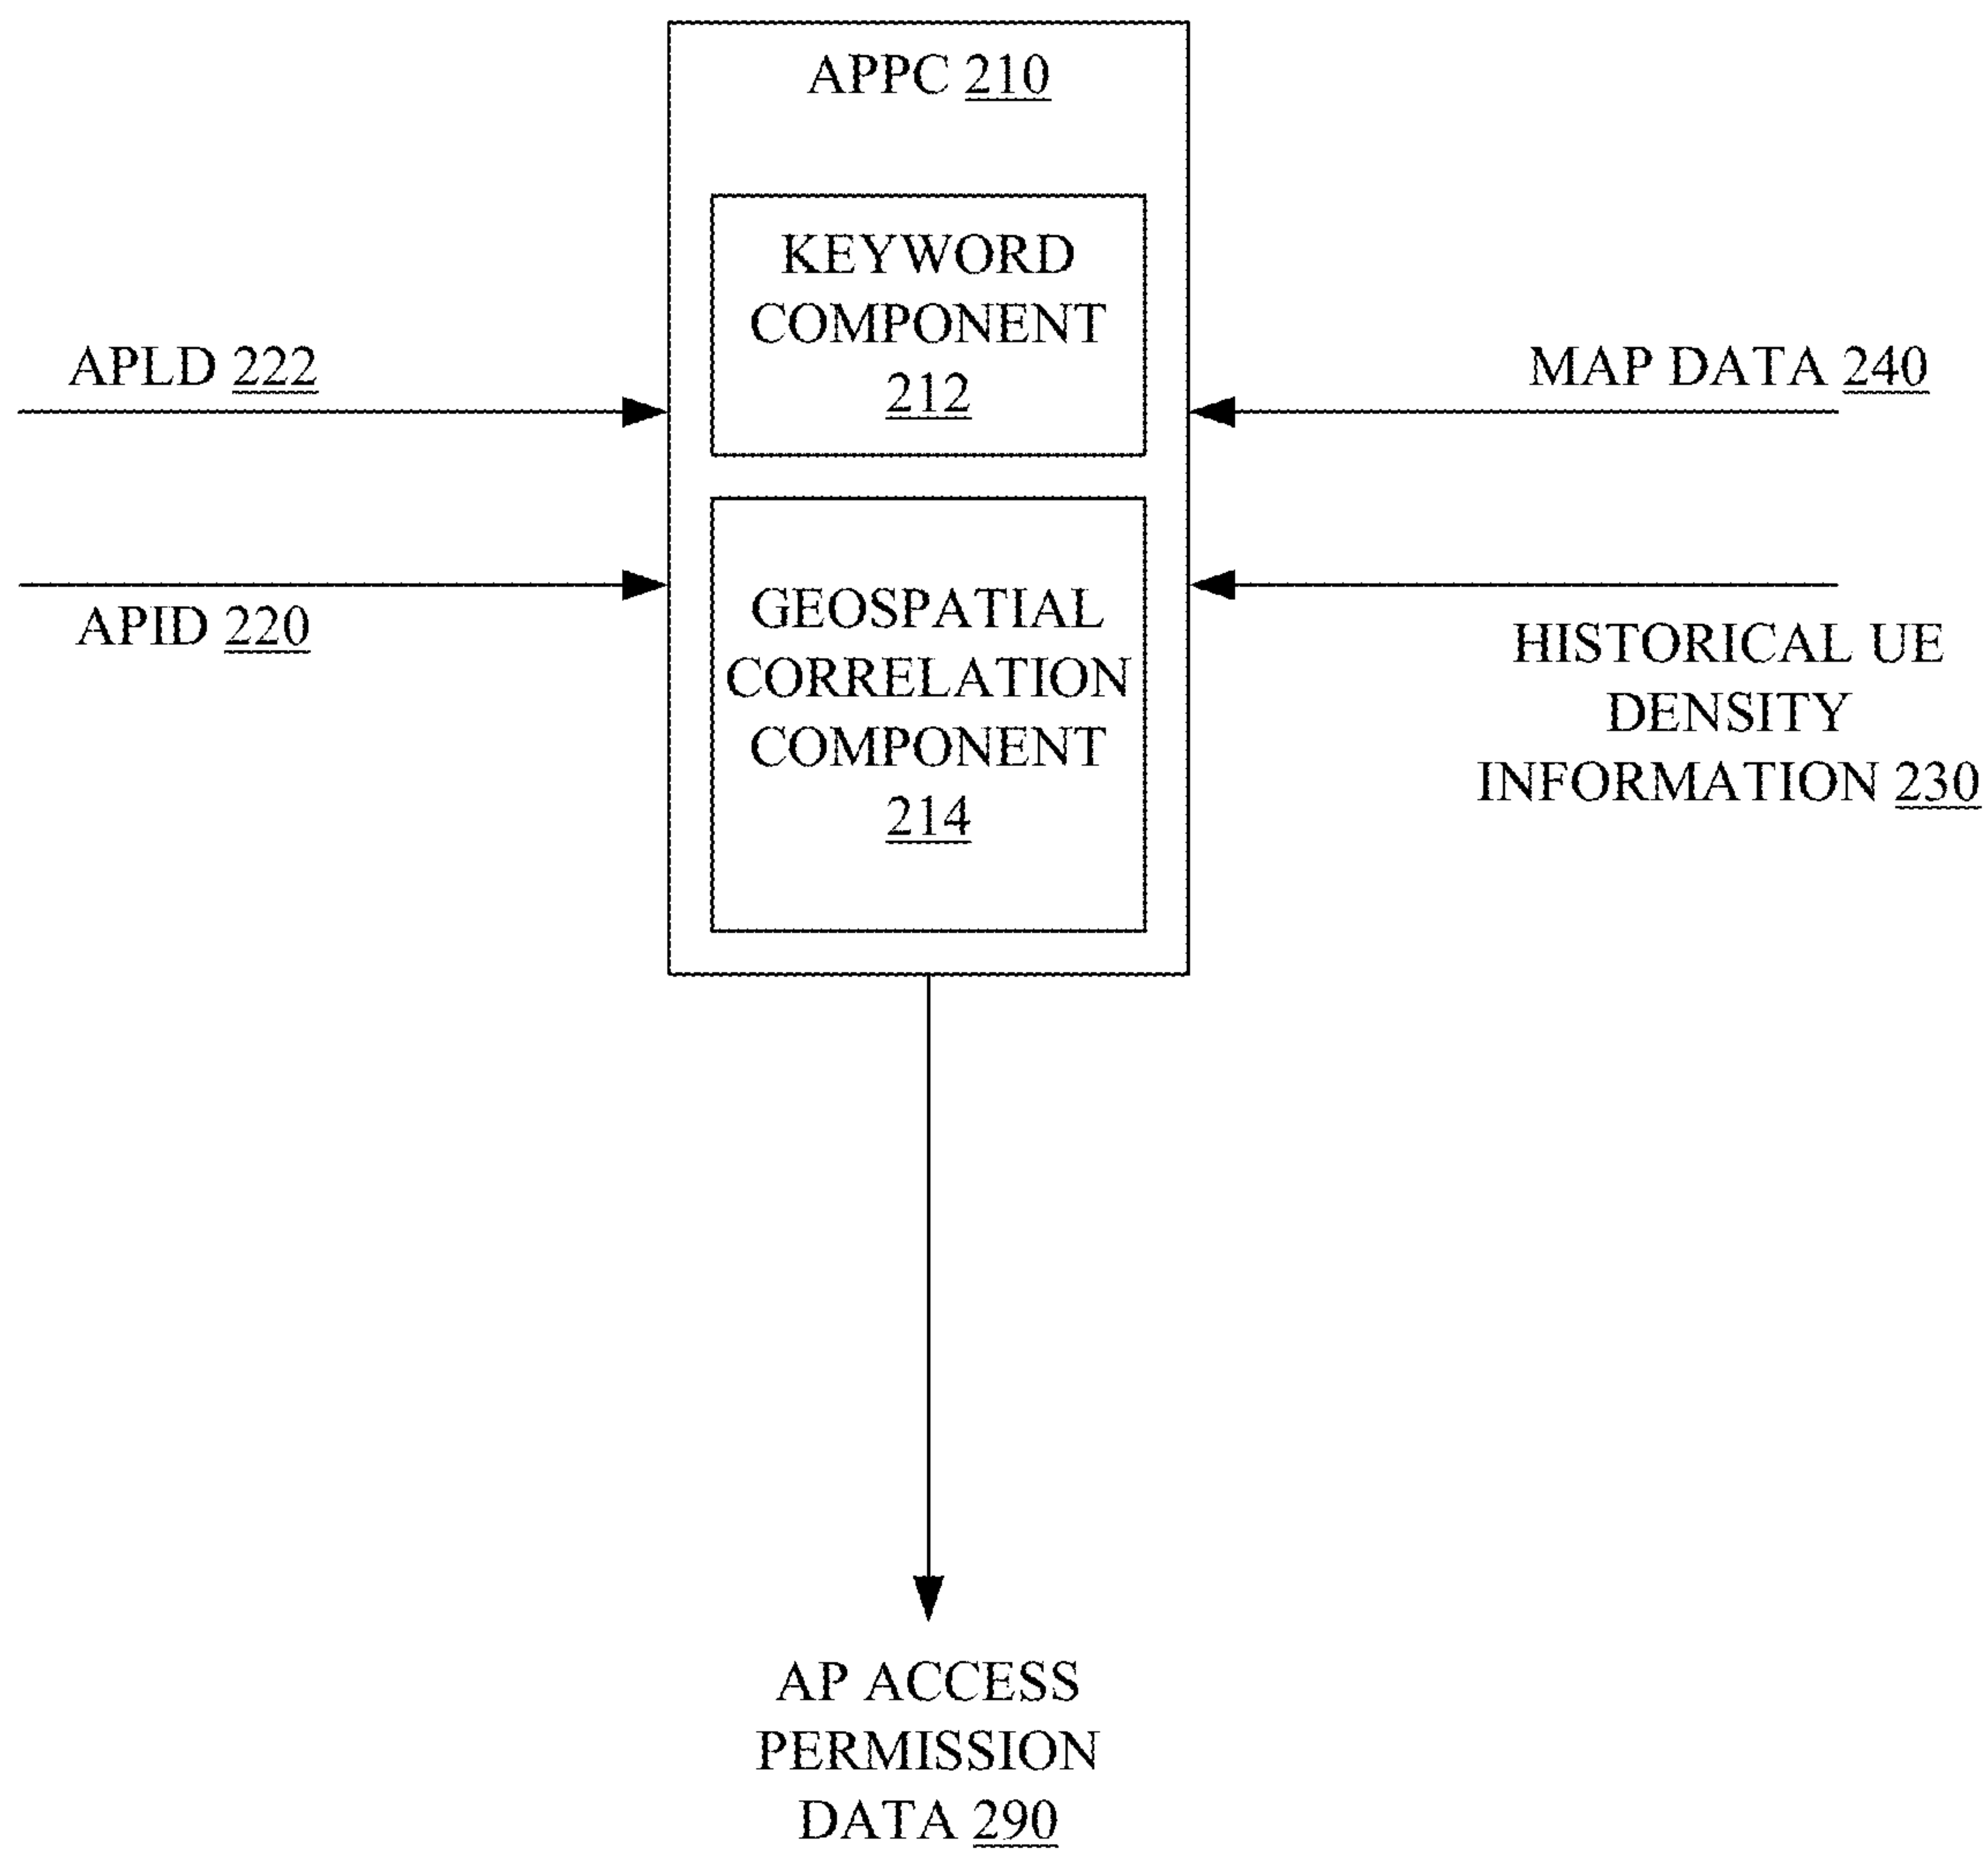 APPC 210
KEYWORD
COMPONENT
212
APLD 222
MAP DATA 240
APID 220
GEOSPATIAL
CORRELATION
COMPONENT
214
HISTORICAL UE
DENSITY
INFORMATION 230
AP ACCESS
PERMISSION
DATA 290